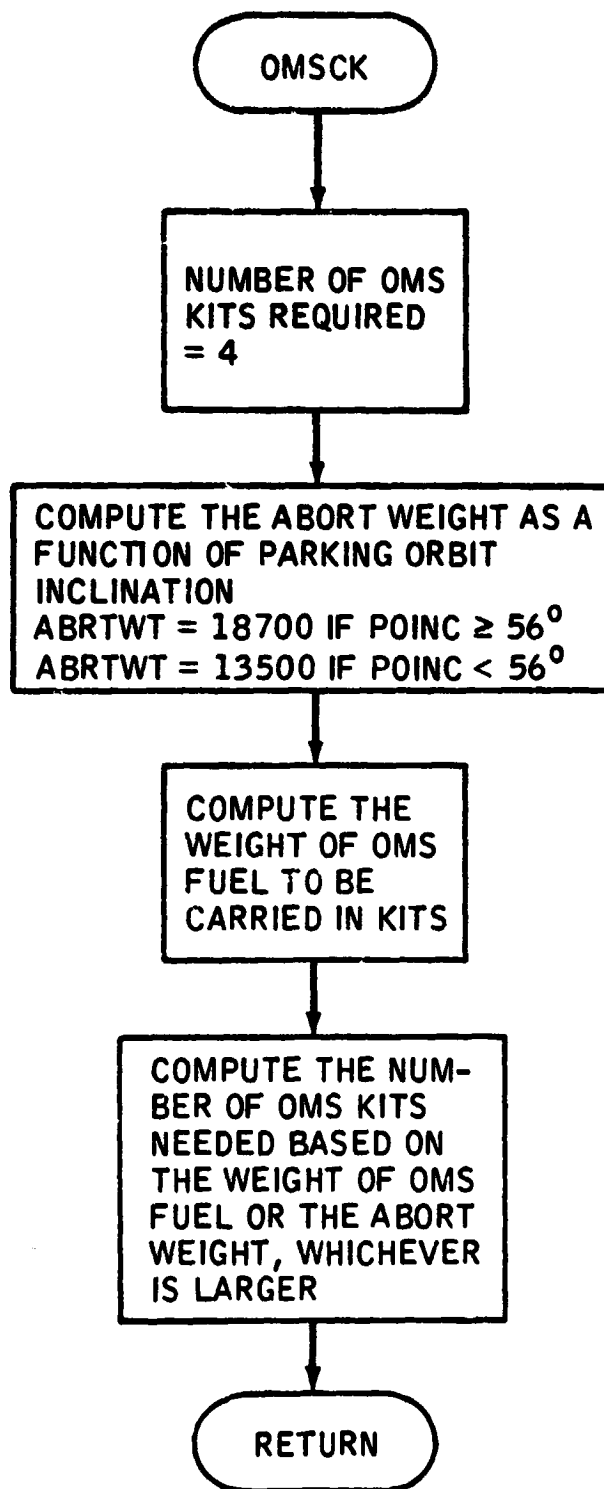 OMSCK
NUMBER OF OMS
KITS REQUIRED
= 4
COMPUTE THE ABORT WEIGHT AS A
FUNCTION OF PARKING ORBIT
INCLINATION
ABRTWT = 18700 IF POINC ≥ 56⁰
ABRTWT = 13500 IF POINC < 56⁰
COMPUTE THE
WEIGHT OF OMS
FUEL TO BE
CARRIED IN KITS
COMPUTE THE NUM-
BER OF OMS KITS
NEEDED BASED ON
THE WEIGHT OF OMS
FUEL OR THE ABORT
WEIGHT, WHICHEVER
IS LARGER
RETURN